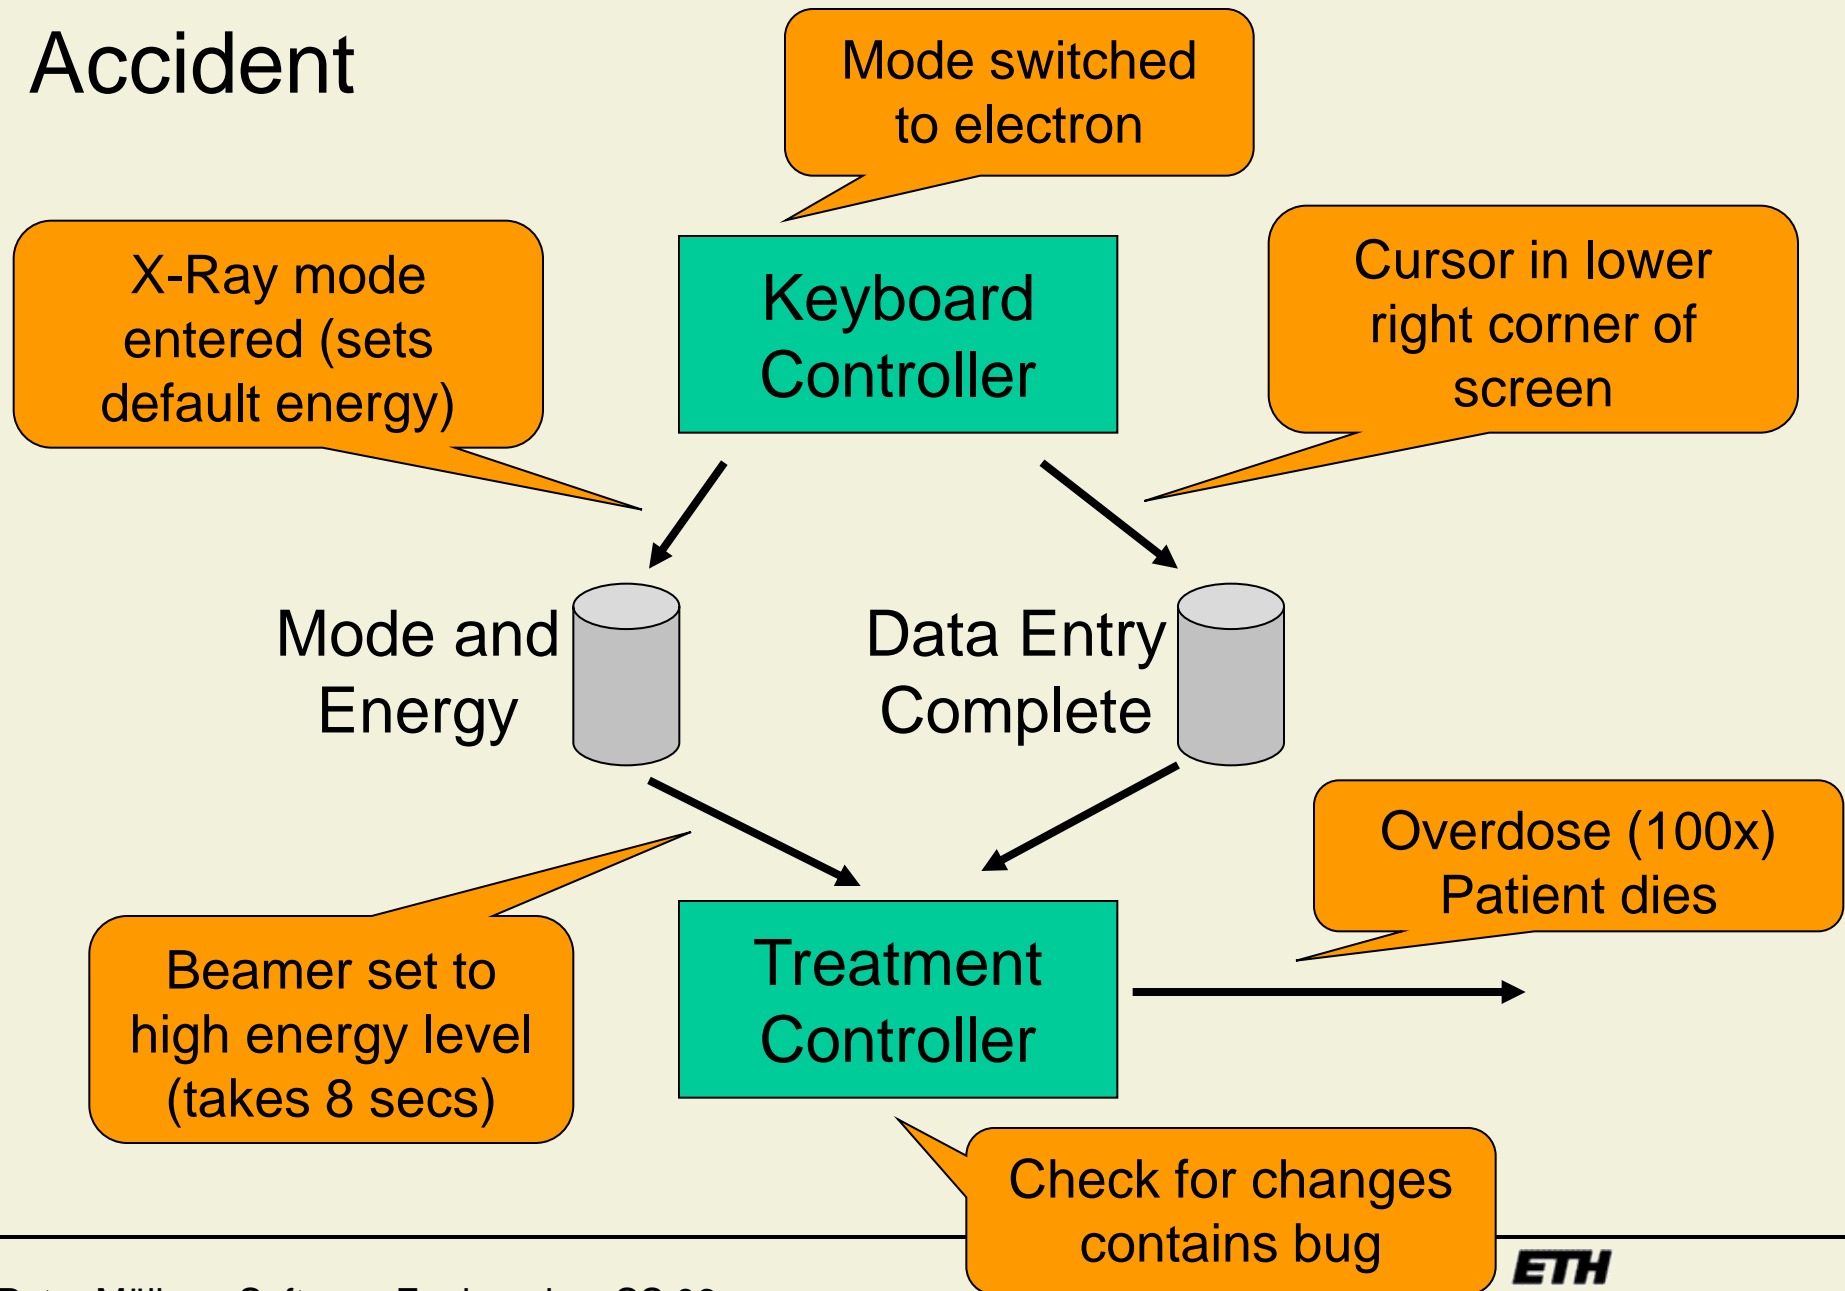 Accident
Mode switched
to electron
X-Ray mode
entered (sets
default energy)
Keyboard
Controller
Cursor in lower
right corner of
screen
Mode and
Energy
Data Entry
Complete
Overdose (100x)
Patient dies
Beamer set to
high energy level
(takes 8 secs)
Treatment
Controller
Check for changes
contains bug
ETH